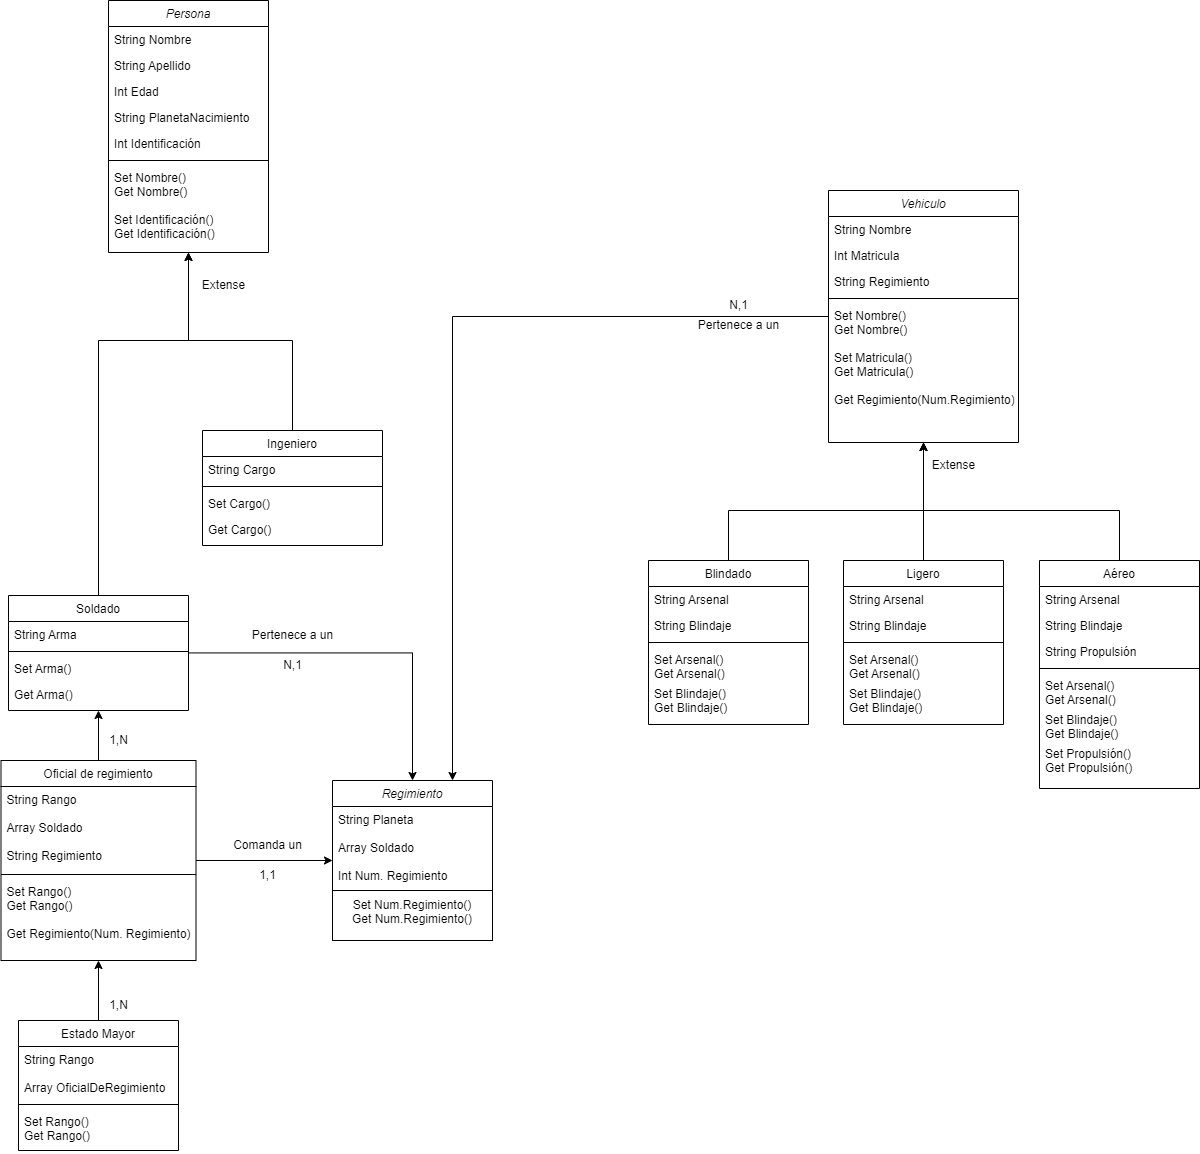 Persona
String Nombre
String Apellido
Int Edad
String PlanetaNacimiento
Int Identificación
Set Nombre()
Get Nombre()
Set Identificación()
Get Identificación()
Extense
Vehiculo
String Nombre
Int Matricula
String Regimiento
Set Nombre()
Get Nombre()
Set Matricula()
Get Matricula()
Get Regimiento(Num.Regimiento)
N,1
Pertenece a un
Extense
Ingeniero
String Cargo
Set Cargo()
Get Cargo()
Blindado
String Arsenal
String Blindaje
Set Arsenal()
Get Arsenal()
Set Blindaje()
Get Blindaje()
Ligero
String Arsenal
String Blindaje
Set Arsenal()
Get Arsenal()
Set Blindaje()
Get Blindaje()
Aéreo
String Arsenal
String Blindaje
String Propulsión
Set Arsenal()
Get Arsenal()
Set Blindaje()
Get Blindaje()
Set Propulsión()
Get Propulsión()
Soldado
String Arma
Set Arma()
Get Arma()
Pertenece a un
N,1
1,N
Oficial de regimiento
String Rango
Array Soldado
String Regimiento
Set Rango()
Get Rango()
Get Regimiento(Num. Regimiento)
Comanda un
1,1
Regimiento
String Planeta
Array Soldado
Int Num. Regimiento
Set Num.Regimiento()
Get Num.Regimiento()
1,N
Estado Mayor
String Rango
Array OficialDeRegimiento
Set Rango()
Get Rango()